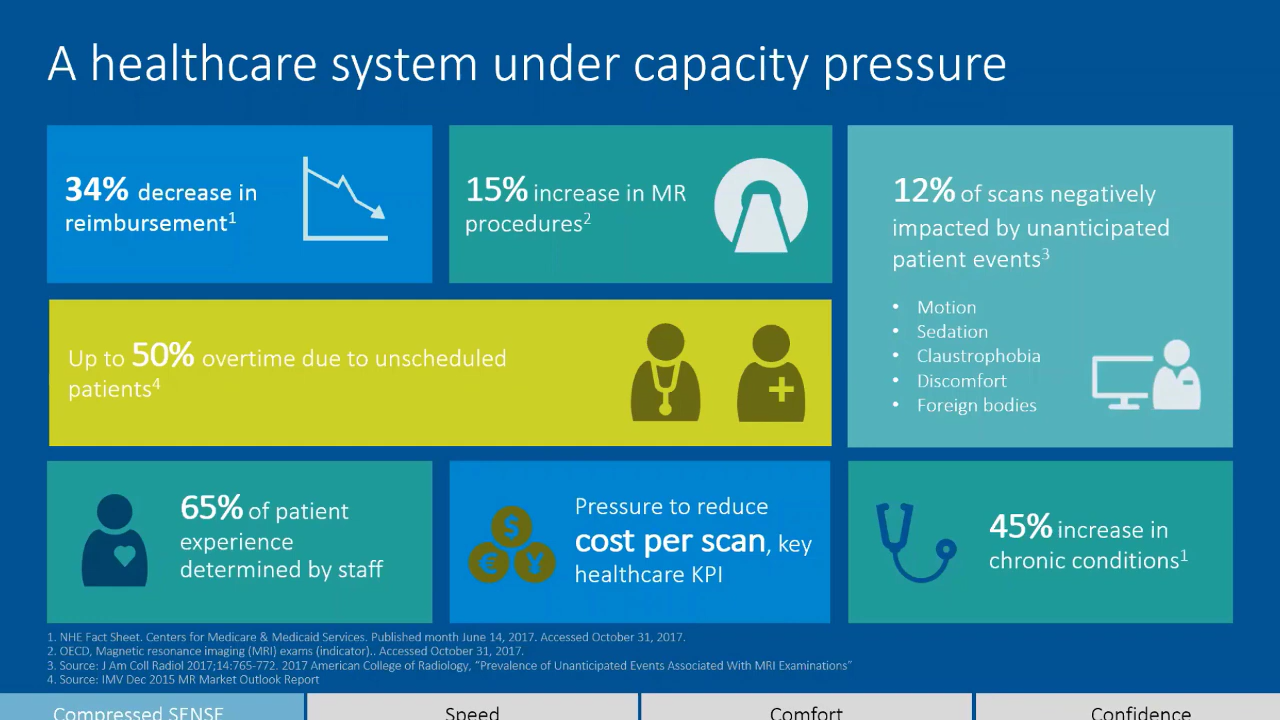 A healthcare system under capacity pressure
34% decrease in
reimbursement1
15% increase in MR
procedures2
12% of scans negatively
impacted by unanticipated
patient events3
• Motion
• Sedation
• Claustrophobia
• Discomfort
• Foreign bodies
Up to 50% overtime due to unscheduled
patients4
65% of patient
experience
determined by staff
$
€
¥
Pressure to reduce
cost per scan, key
healthcare KPI
45% increase in
chronic conditions1
1. NHE Fact Sheet. Centers for Medicare & Medicaid Services. Published month June 14, 2017. Accessed October 31, 2017.
2. OECD, Magnetic resonance imaging (MRI) exams (indicator).. Accessed October 31, 2017.
3. Source: J Am Coll Radiol 2017;14:765-772. 2017 American College of Radiology, "Prevalence of Unanticipated Events Associated With MRI Examinations"
4. Source: IMV Dec 2015 MR Market Outlook Report
Compressed SENSE
Speed
Comfort
Confidence